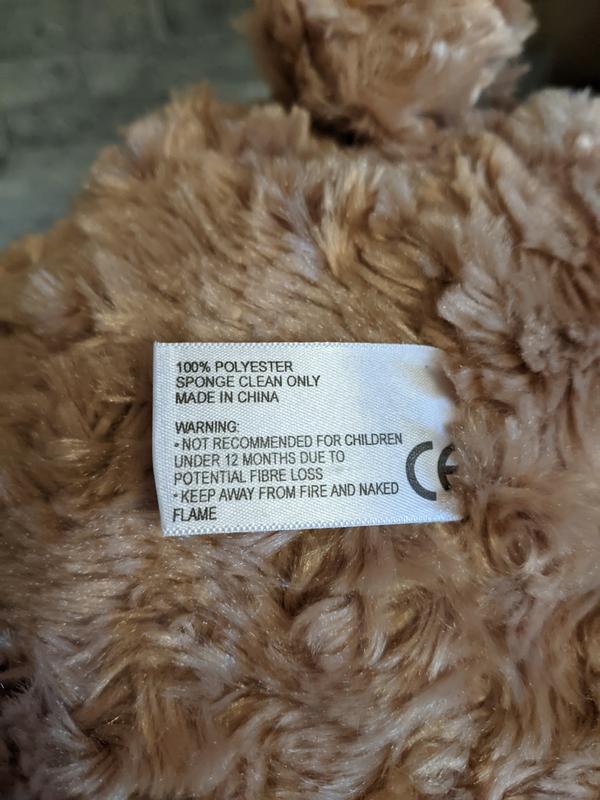 100% POLYESTER
SPONGE CLEAN ONLY
MADE IN CHINA
WARNING:
• NOT RECOMMENDED FOR CHILDREN
UNDER 12 MONTHS DUE TO
POTENTIAL FIBRE LOSS
• KEEP AWAY FROM FIRE AND NAKED
FLAME
CE